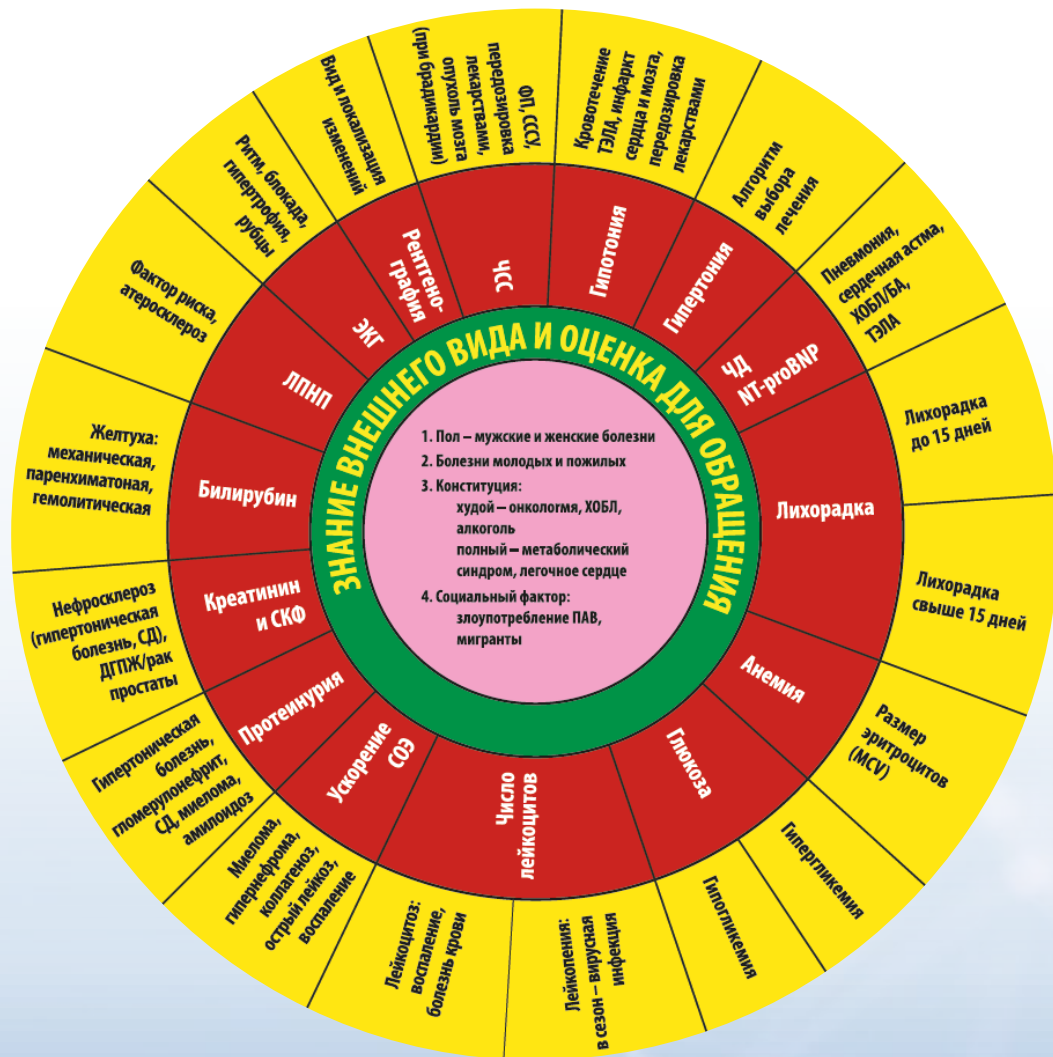 ЗНАНИЕ ВНЕШНЕГО ВИДА И ОЦЕНКА ДЛЯ ОБРАЩЕНИЯ
1. Пол – мужские и женские болезни
2. Болезни молодых и пожилых
3. Конституция:
худой – онкологмя, ХОБЛ,
алкоголь
полный – метаболический
синдром, легочное сердце
4. Социальный фактор:
злоупотребление ПАВ,
мигранты
ЧСС
ФП, СССУ,
передозировка
лекарствами,
опухоль мозга
(при брадикардии)
Гипотония
Кровотечение
ТЭЛА, инфаркт
сердца и мозга,
передозировка
лекарствами
Гипертония
Алгоритм
выбора
лечения
ЧД
NT-proBNP
Пневмония,
сердечная астма,
ХОБЛ/БА,
ТЭЛА
Лихорадка
Лихорадка
до 15 дней
Лихорадка
свыше 15 дней
Анемия
Размер
эритроцитов
(MCV)
Глюкоза
Гипергликемия
Гипогликемия
Число
лейкоцитов
Лейкопения:
в сезон – вирусная
инфекция
Лейкоцитоз:
воспаление,
болезнь крови
Ускорение
СОЭ
Миелома,
гипернефрома,
коллагеноз,
острый лейкоз,
воспаление
Протеинурия
Гипертоническая
болезнь,
гломерулонефрит,
СД, миелома,
амилоидоз
Креатинин
и СКФ
Нефросклероз
(гипертоническая
болезнь, СД),
ДГПЖ/рак
простаты
Билирубин
Желтуха:
механическая,
паренхиматоная,
гемолитическая
ЛПНП
Фактор риска,
атеросклероз
ЭКГ
Ритм, блокада,
гипертрофия,
рубцы
Рентгено-
графия
Вид и локализация
изменений